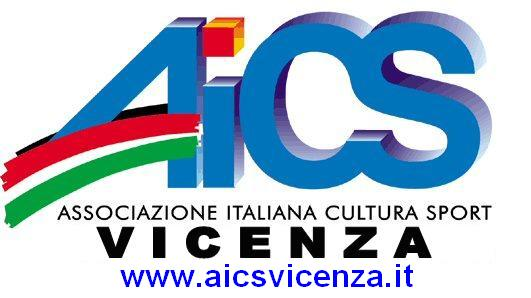 AiCS
ASSOCIAZIONE ITALIANA CULTURA SPORT
VICENZA
www.aicsvicenza.it